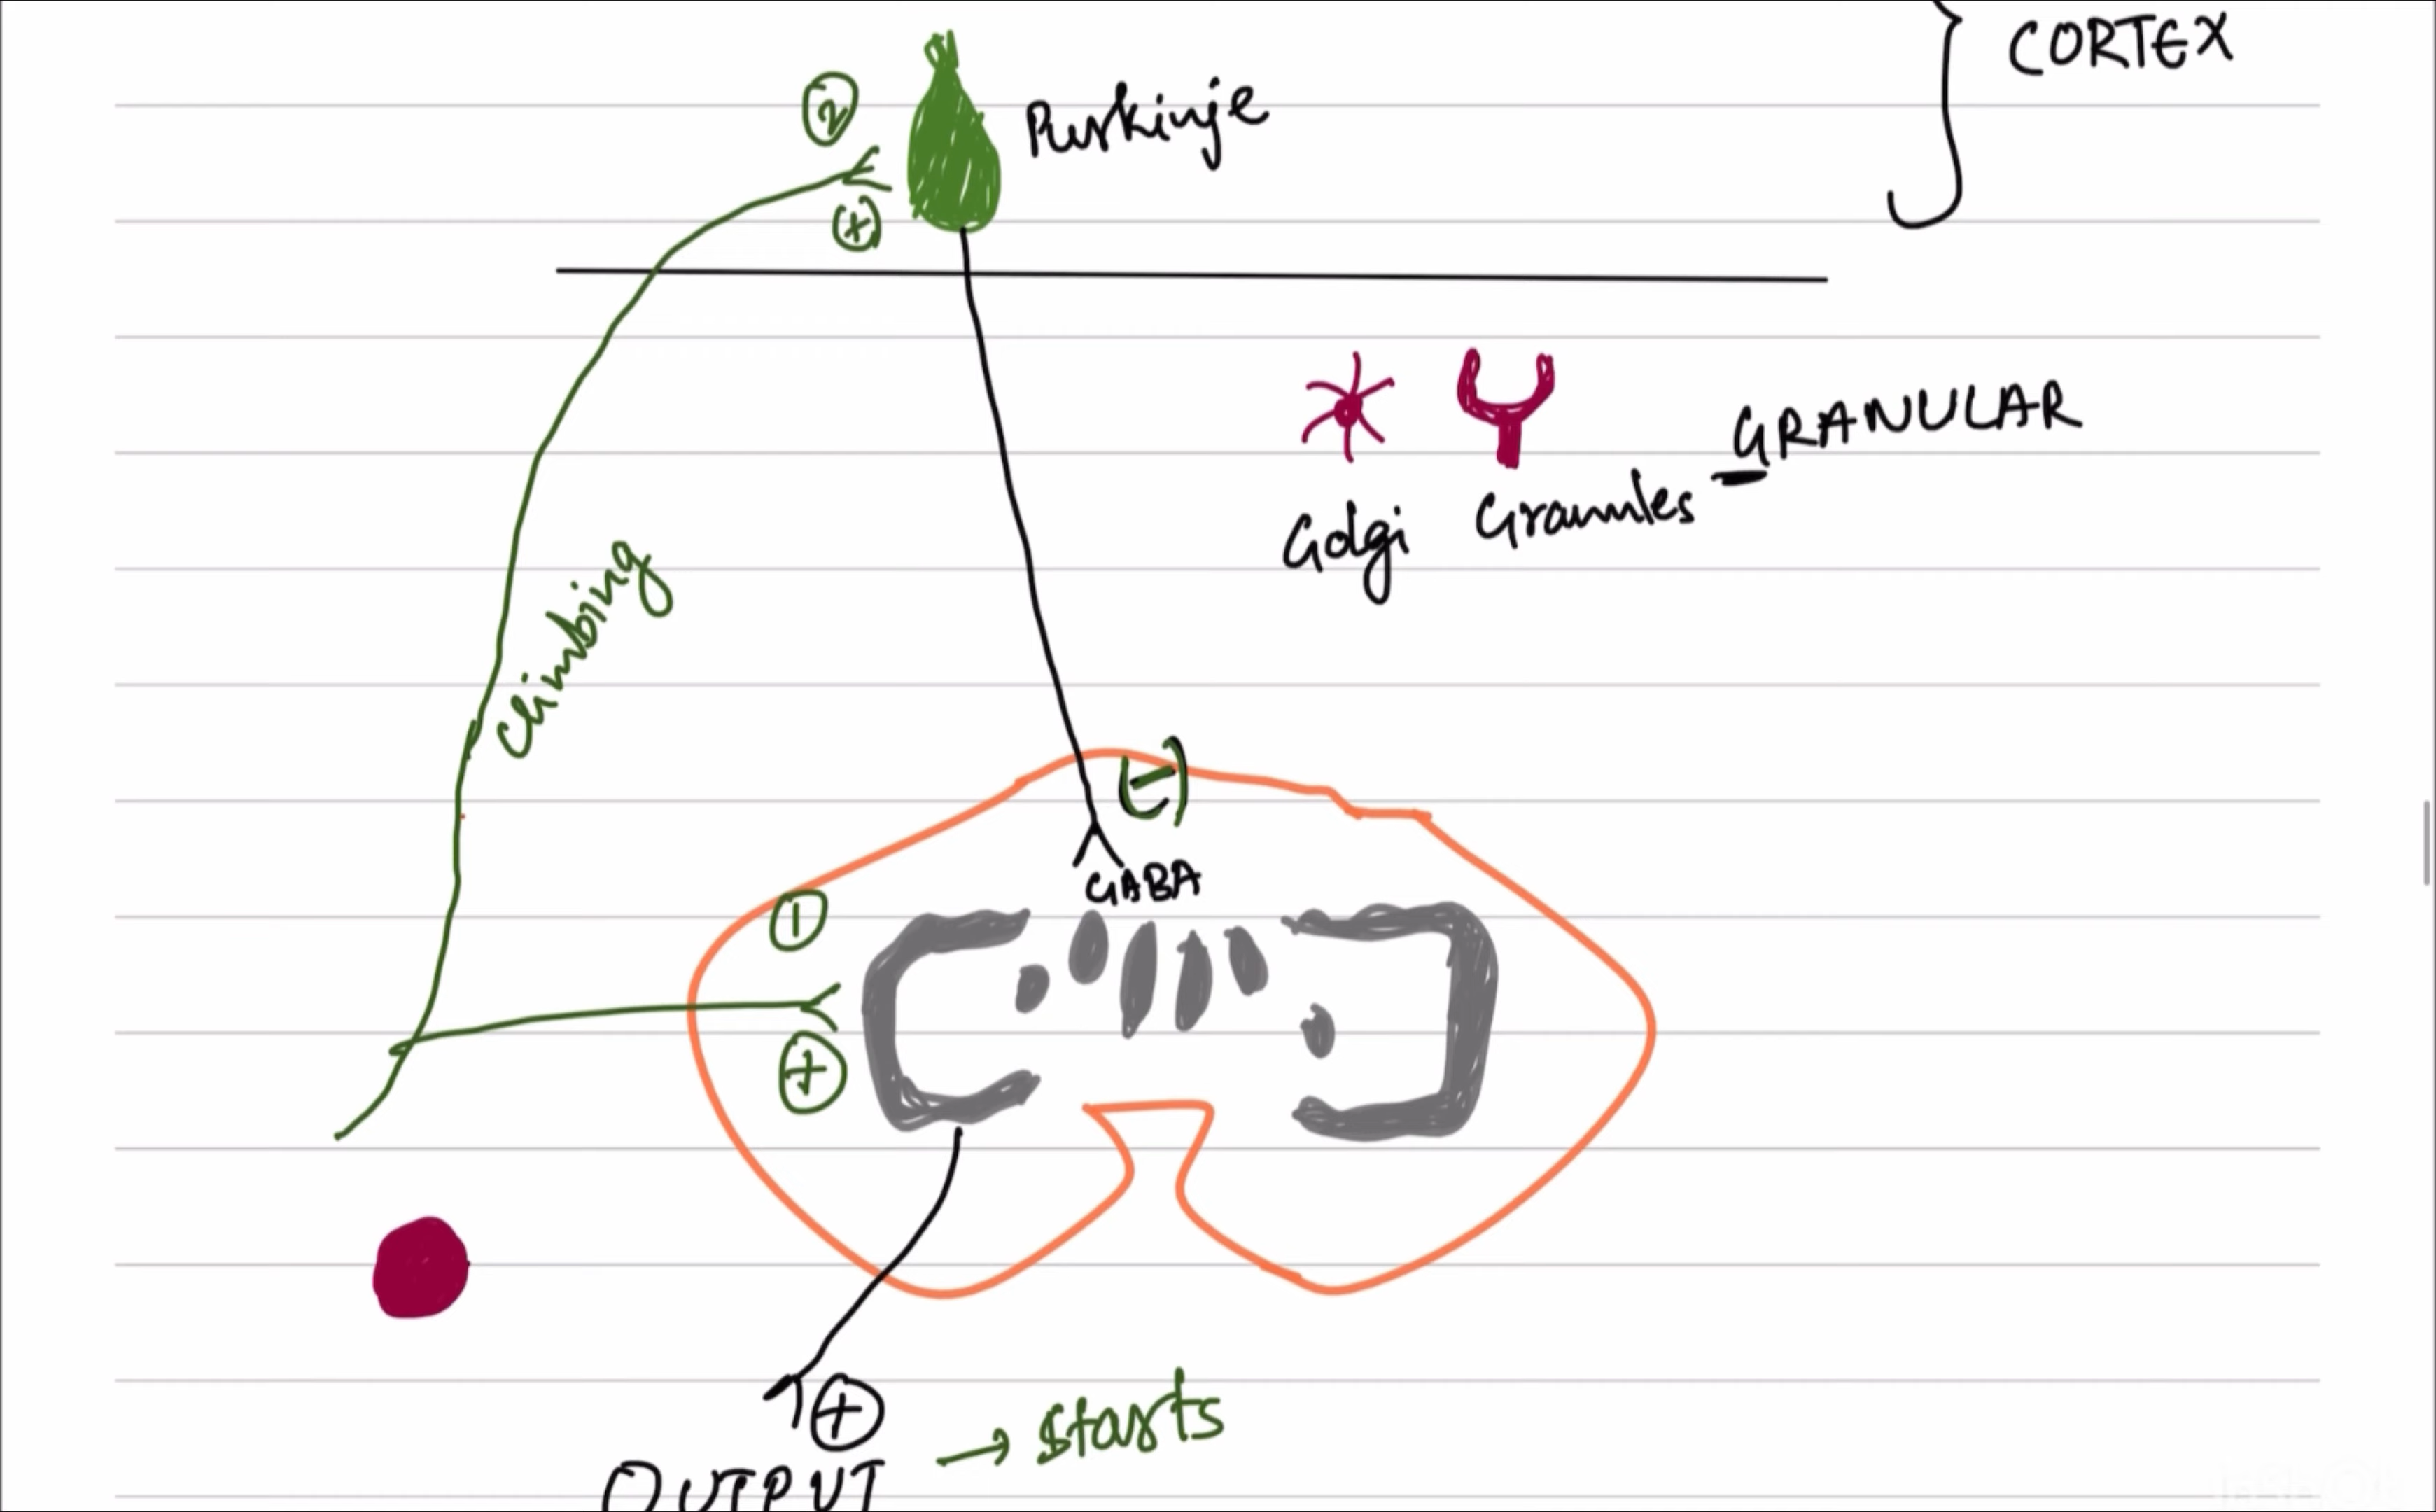 CORTEX
②
Purkinje
(+)
GRANULAR
Golgi
Granules
Climbing
(-)
GABA
①
(+)
(+)
→ starts
OUTPUT